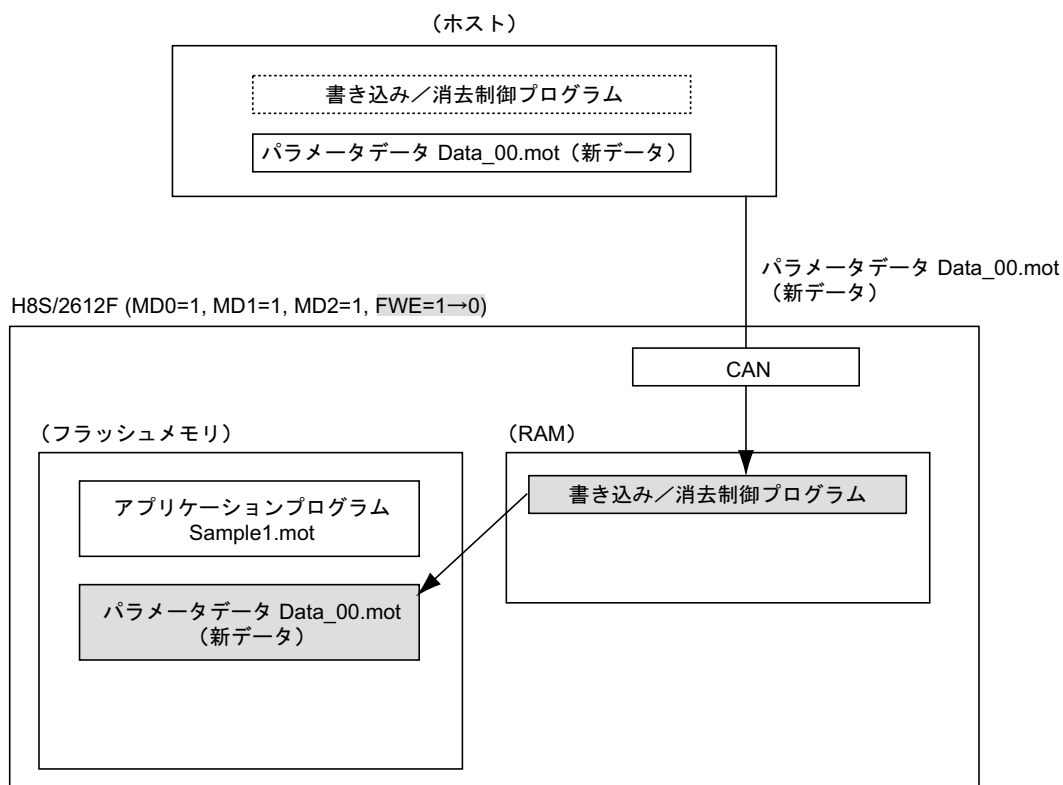 （ホスト）
書き込み／消去制御プログラム
パラメータデータ Data_00.mot（新データ）
パラメータデータ Data_00.mot
（新データ）
H8S/2612F (MD0=1, MD1=1, MD2=1, FWE=1→0)
CAN
（フラッシュメモリ）
（RAM）
書き込み／消去制御プログラム
アプリケーションプログラム
Sample1.mot
パラメータデータ Data_00.mot
（新データ）